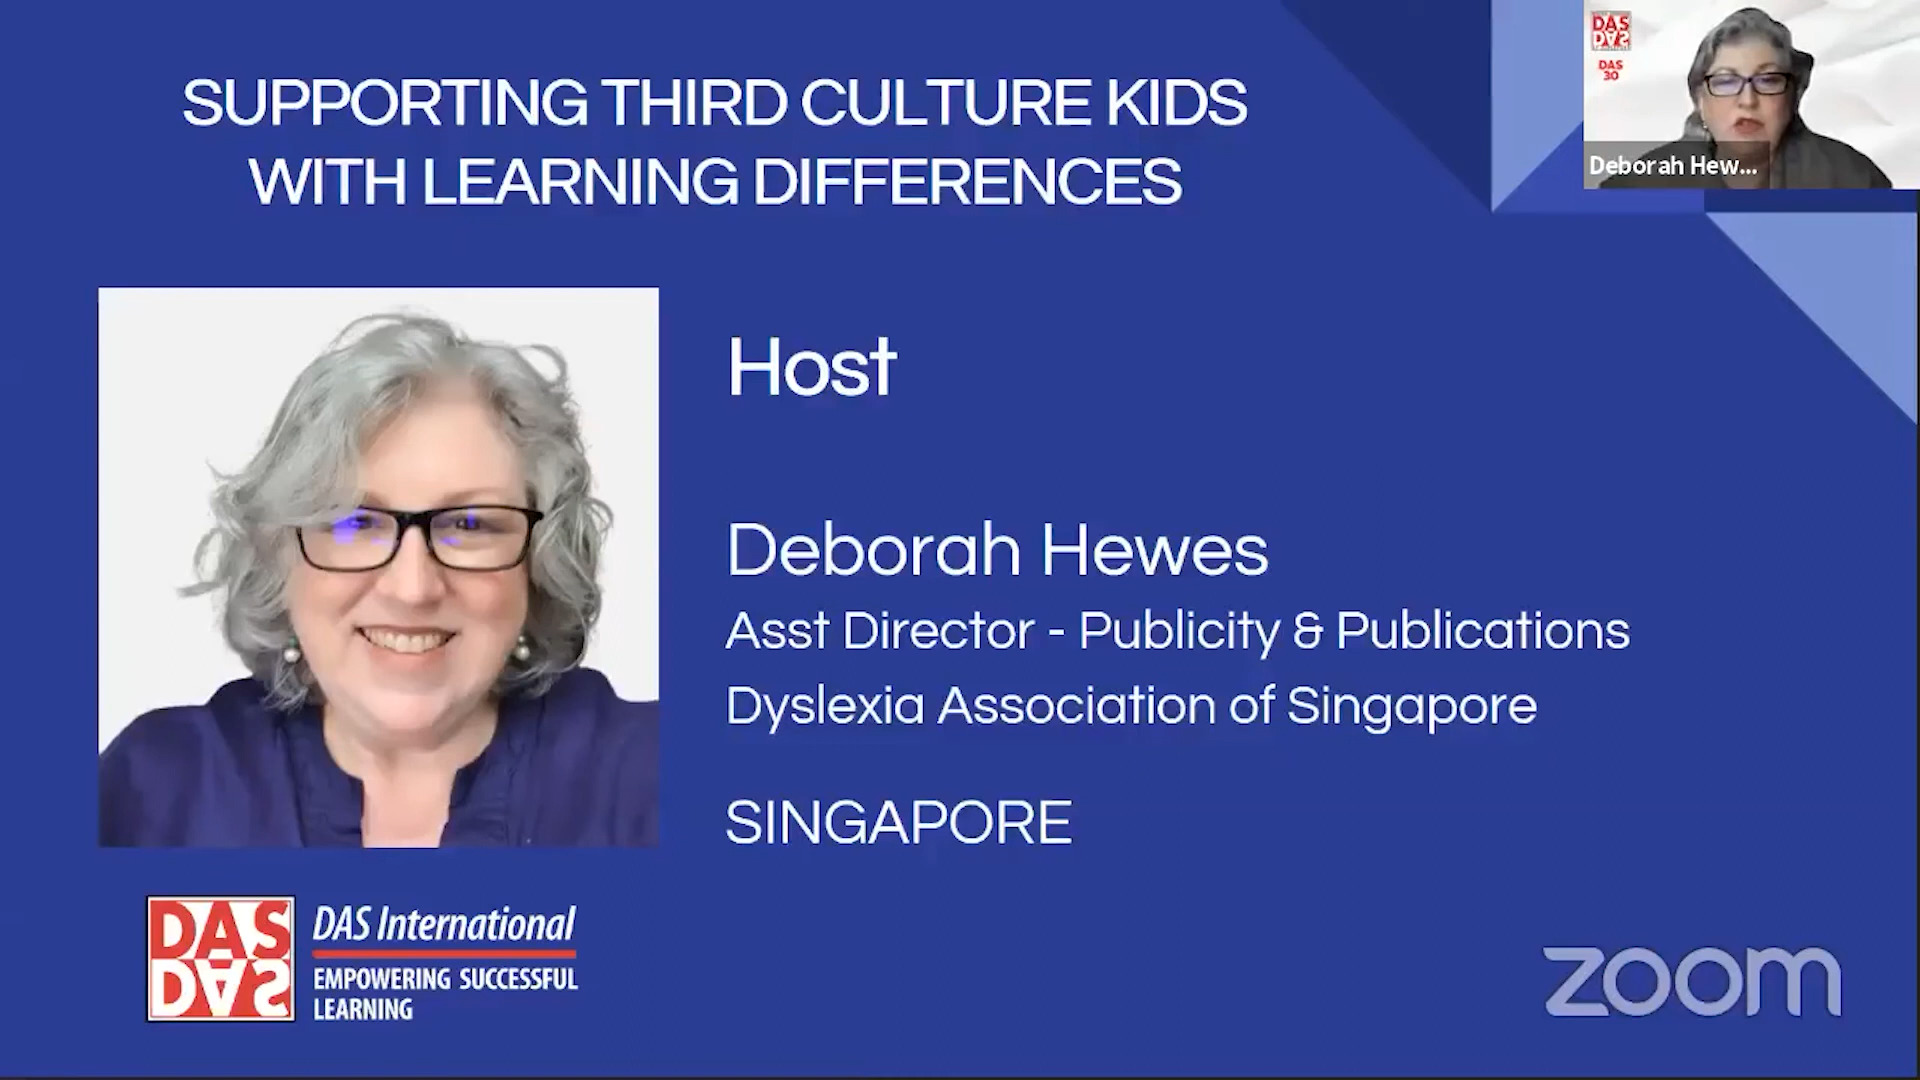 SUPPORTING THIRD CULTURE KIDS
WITH LEARNING DIFFERENCES
DAS
DAS
DAS
30
Deborah Hew...
Host
Deborah Hewes
Asst Director - Publicity & Publications
Dyslexia Association of Singapore
SINGAPORE
DAS
DAS
DAS International
EMPOWERING SUCCESSFUL
LEARNING
zoom